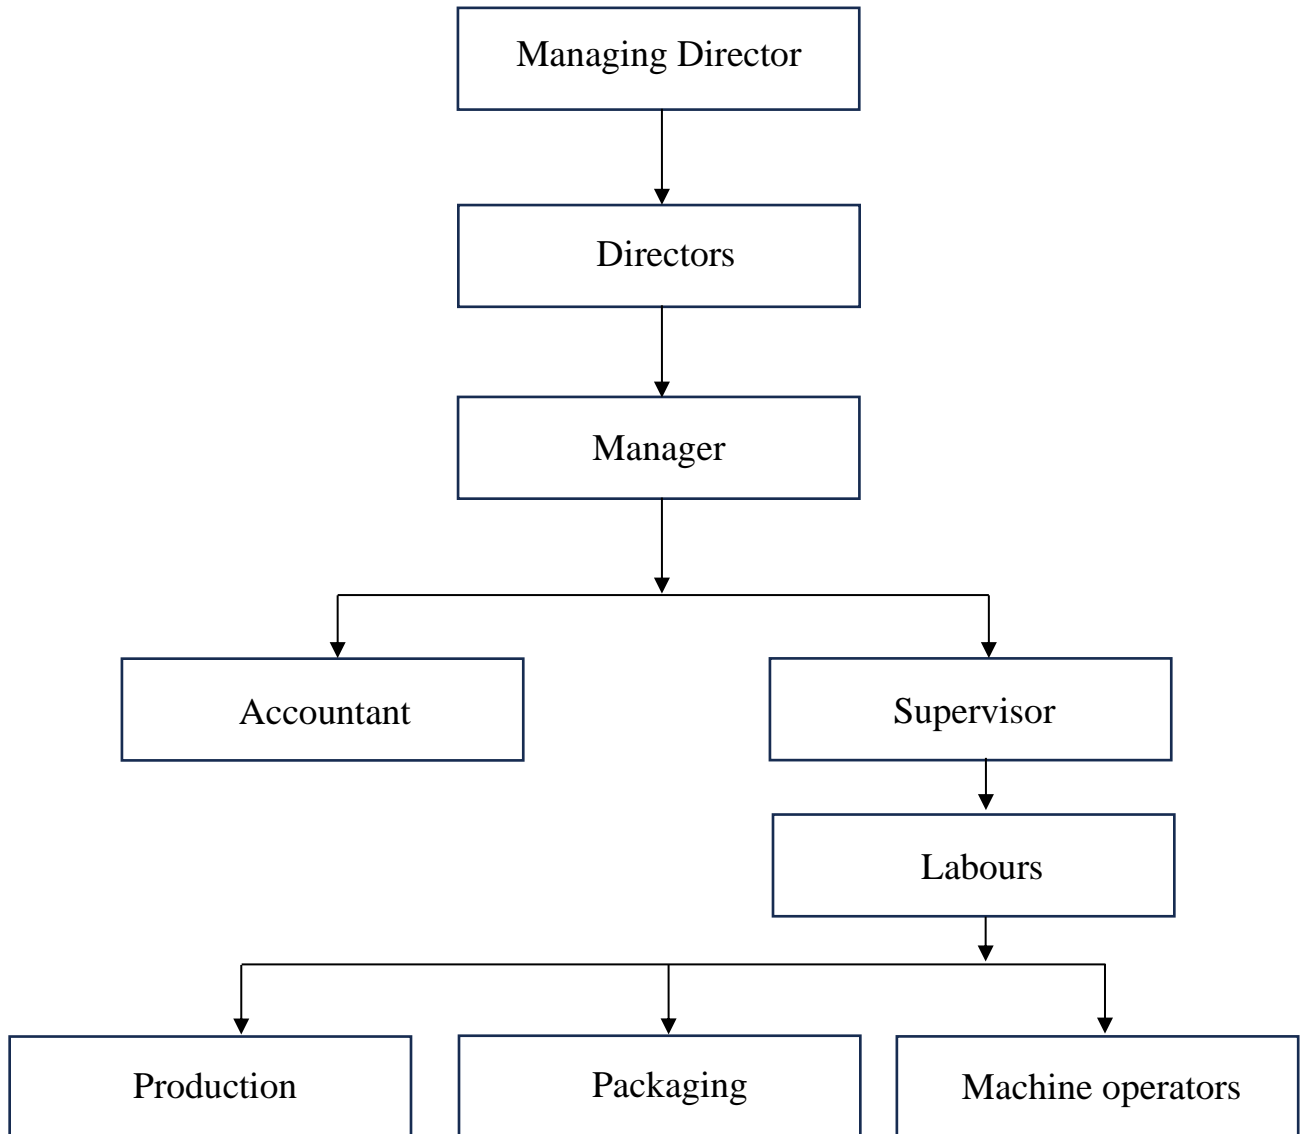 Managing Director
Directors
Manager
Accountant
Supervisor
Labours
Production
Packaging
Machine operators